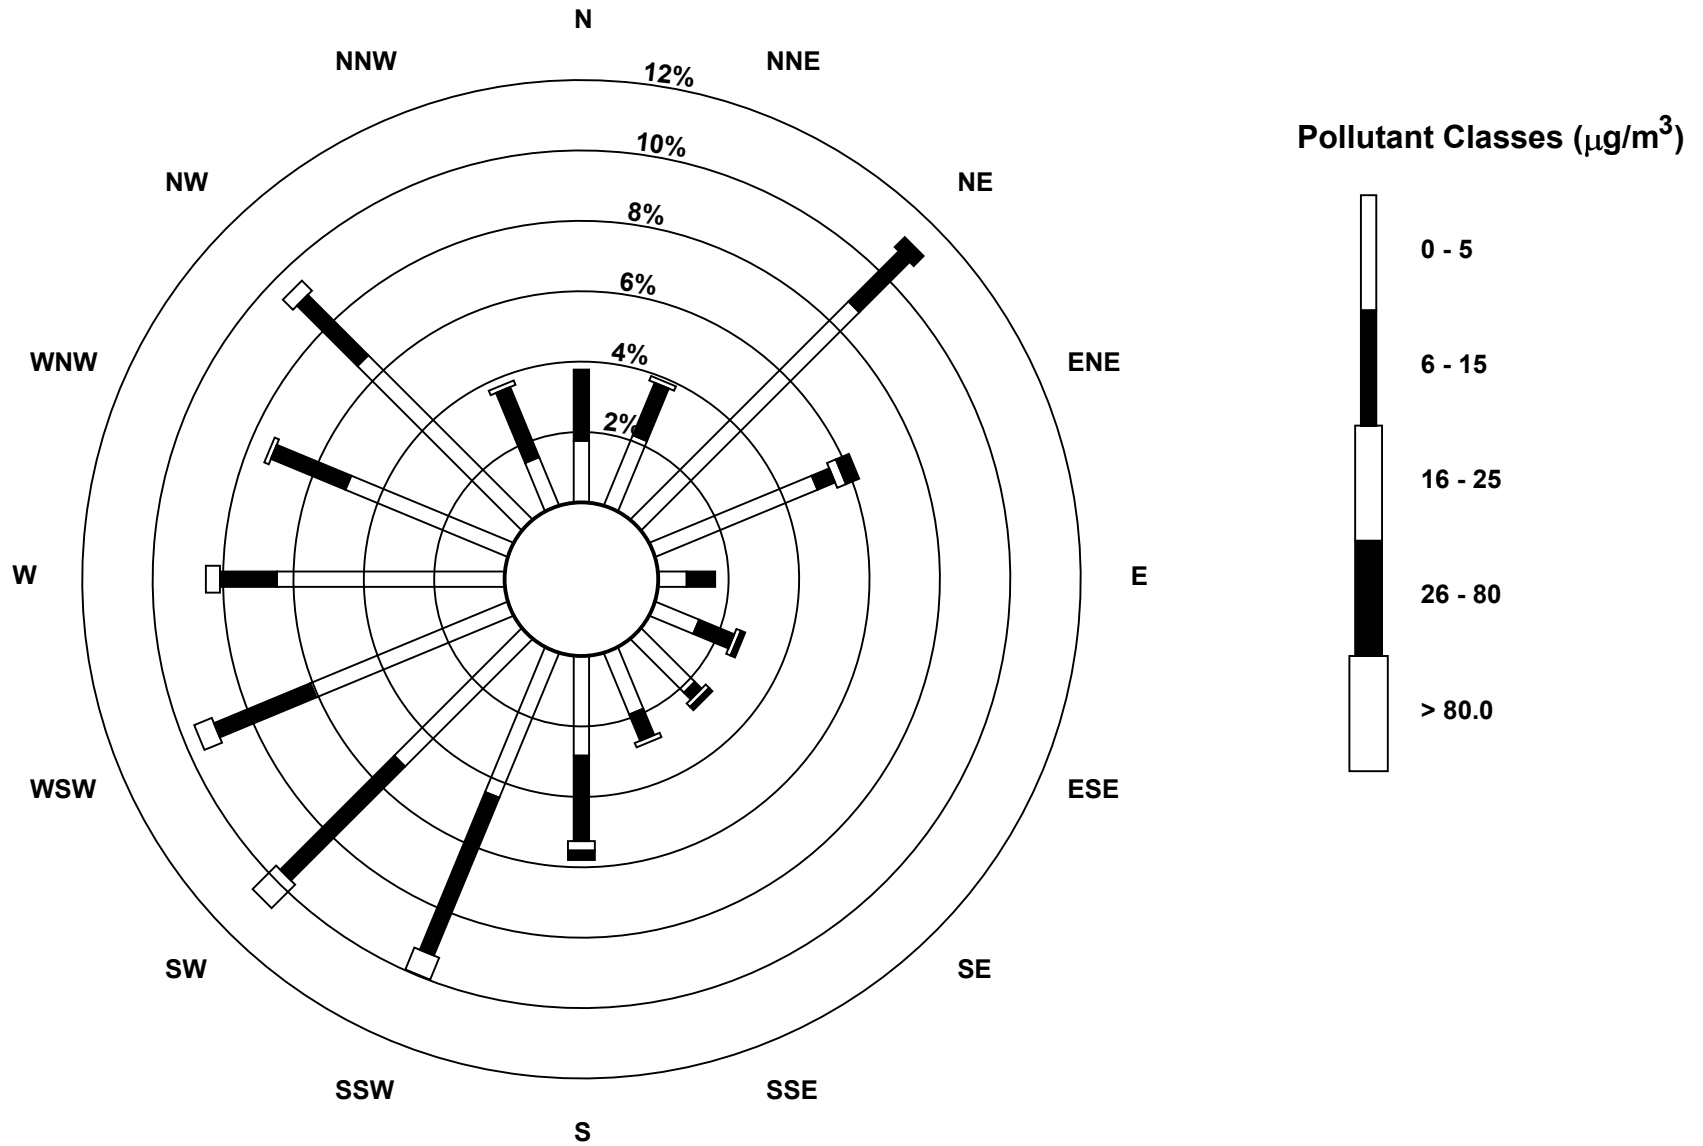 N
NNW
NNE
12%
10%
NW
NE
8%
6%
4%
2%
WNW
ENE
W
E
WSW
ESE
SW
SE
SSW
SSE
S
Pollutant Classes (μg/m³)
0 - 5
6 - 15
16 - 25
26 - 80
> 80.0